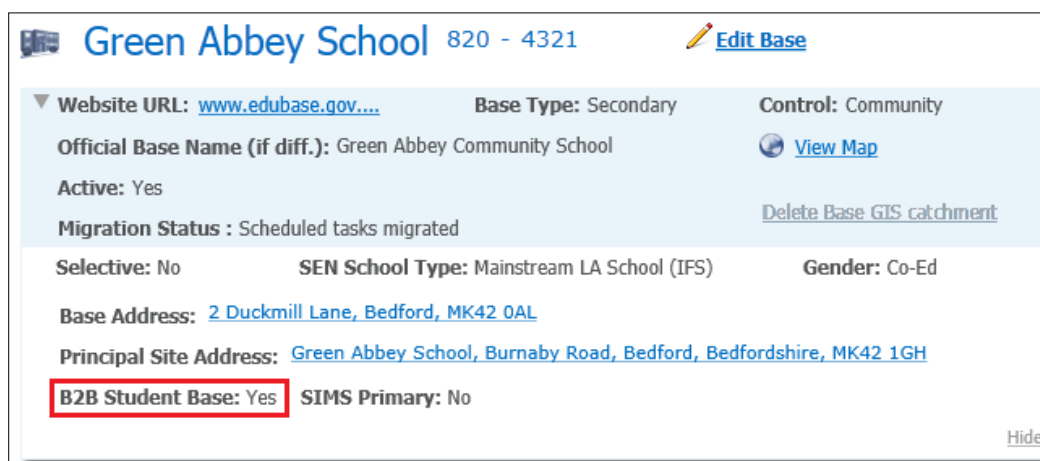 Green Abbey School 820 - 4321 Edit Base
Website URL: www.edubase.gov.... Base Type: Secondary Control: Community
Official Base Name (if diff.): Green Abbey Community School View Map
Active: Yes
Delete Base GIS catchment
Migration Status : Scheduled tasks migrated
Selective: No SEN School Type: Mainstream LA School (IFS) Gender: Co-Ed
Base Address: 2 Duckmill Lane, Bedford, MK42 0AL
Principal Site Address: Green Abbey School, Burnaby Road, Bedford, Bedfordshire, MK42 1GH
B2B Student Base: Yes SIMS Primary: No
Hide